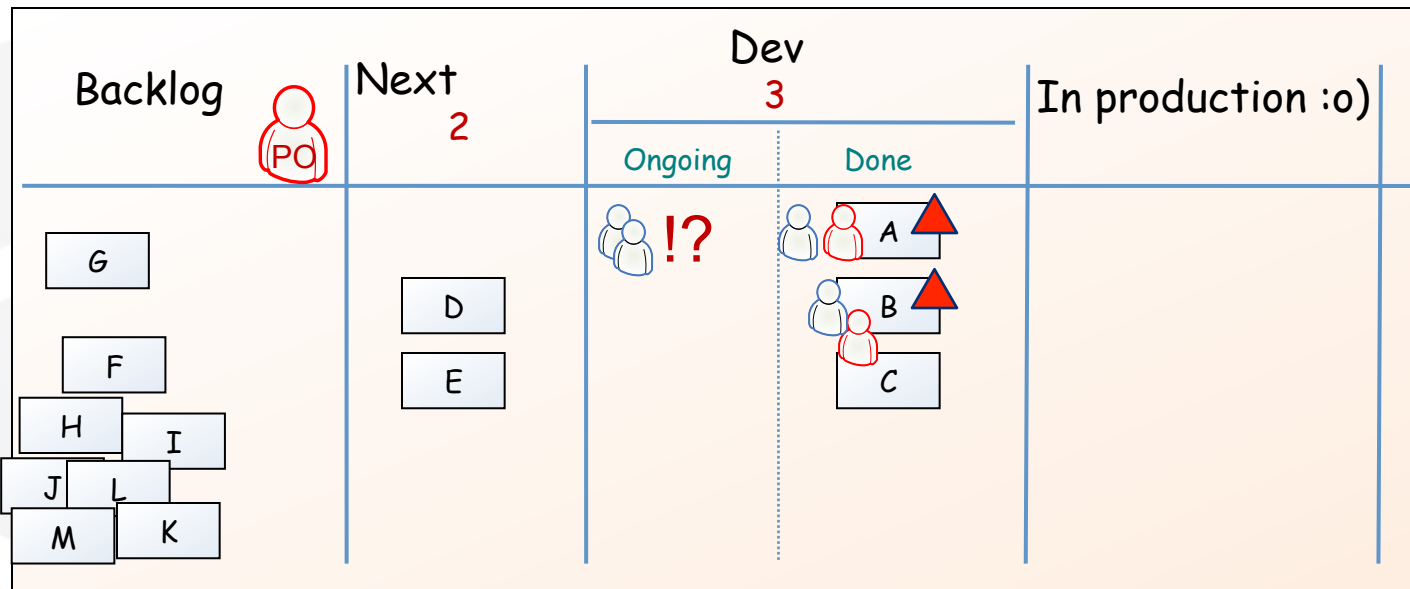 Backlog
PO
Next
2
Dev
3
Ongoing
Done
In production :o)
G
F
H
I
J
L
M
K
D
E
!?
A
B
C